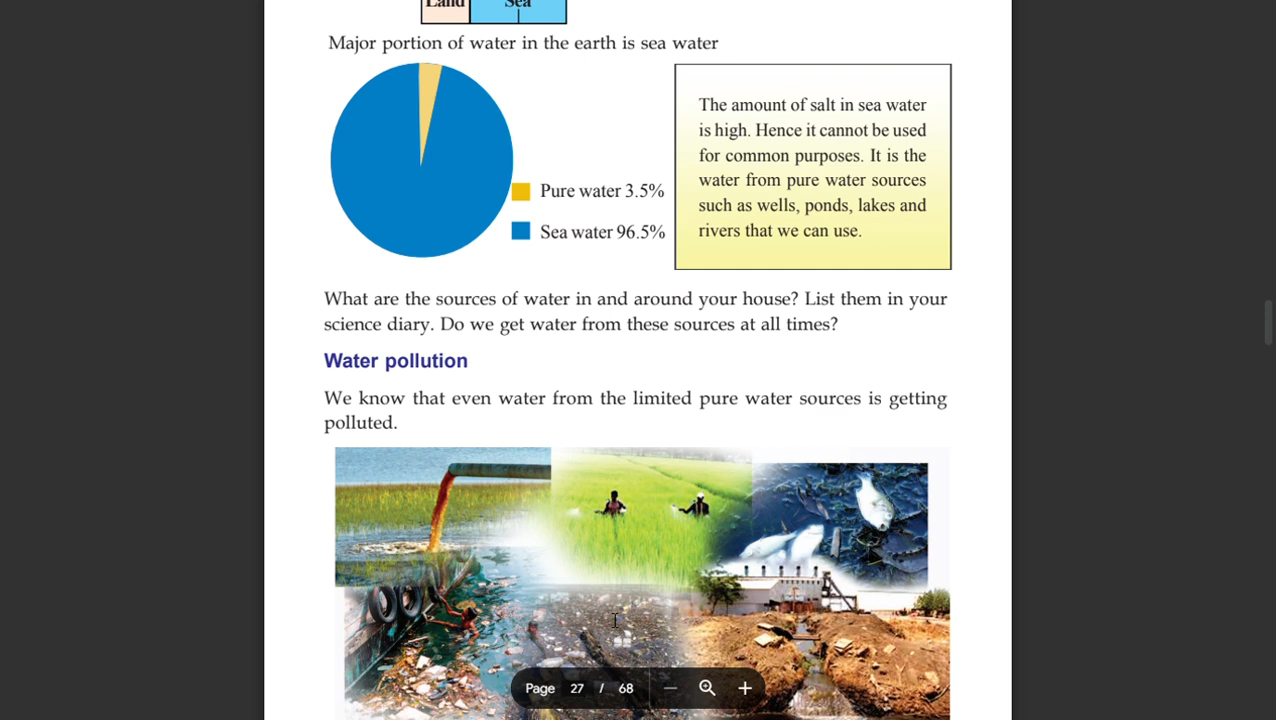 Land Sea
Major portion of water in the earth is sea water
The amount of salt in sea water
is high. Hence it cannot be used
for common purposes. It is the
water from pure water sources
such as wells, ponds, lakes and
rivers that we can use.
Pure water 3.5%
Sea water 96.5%
What are the sources of water in and around your house? List them in your
science diary. Do we get water from these sources at all times?
Water pollution
We know that even water from the limited pure water sources is getting
polluted.
Page 27 / 68